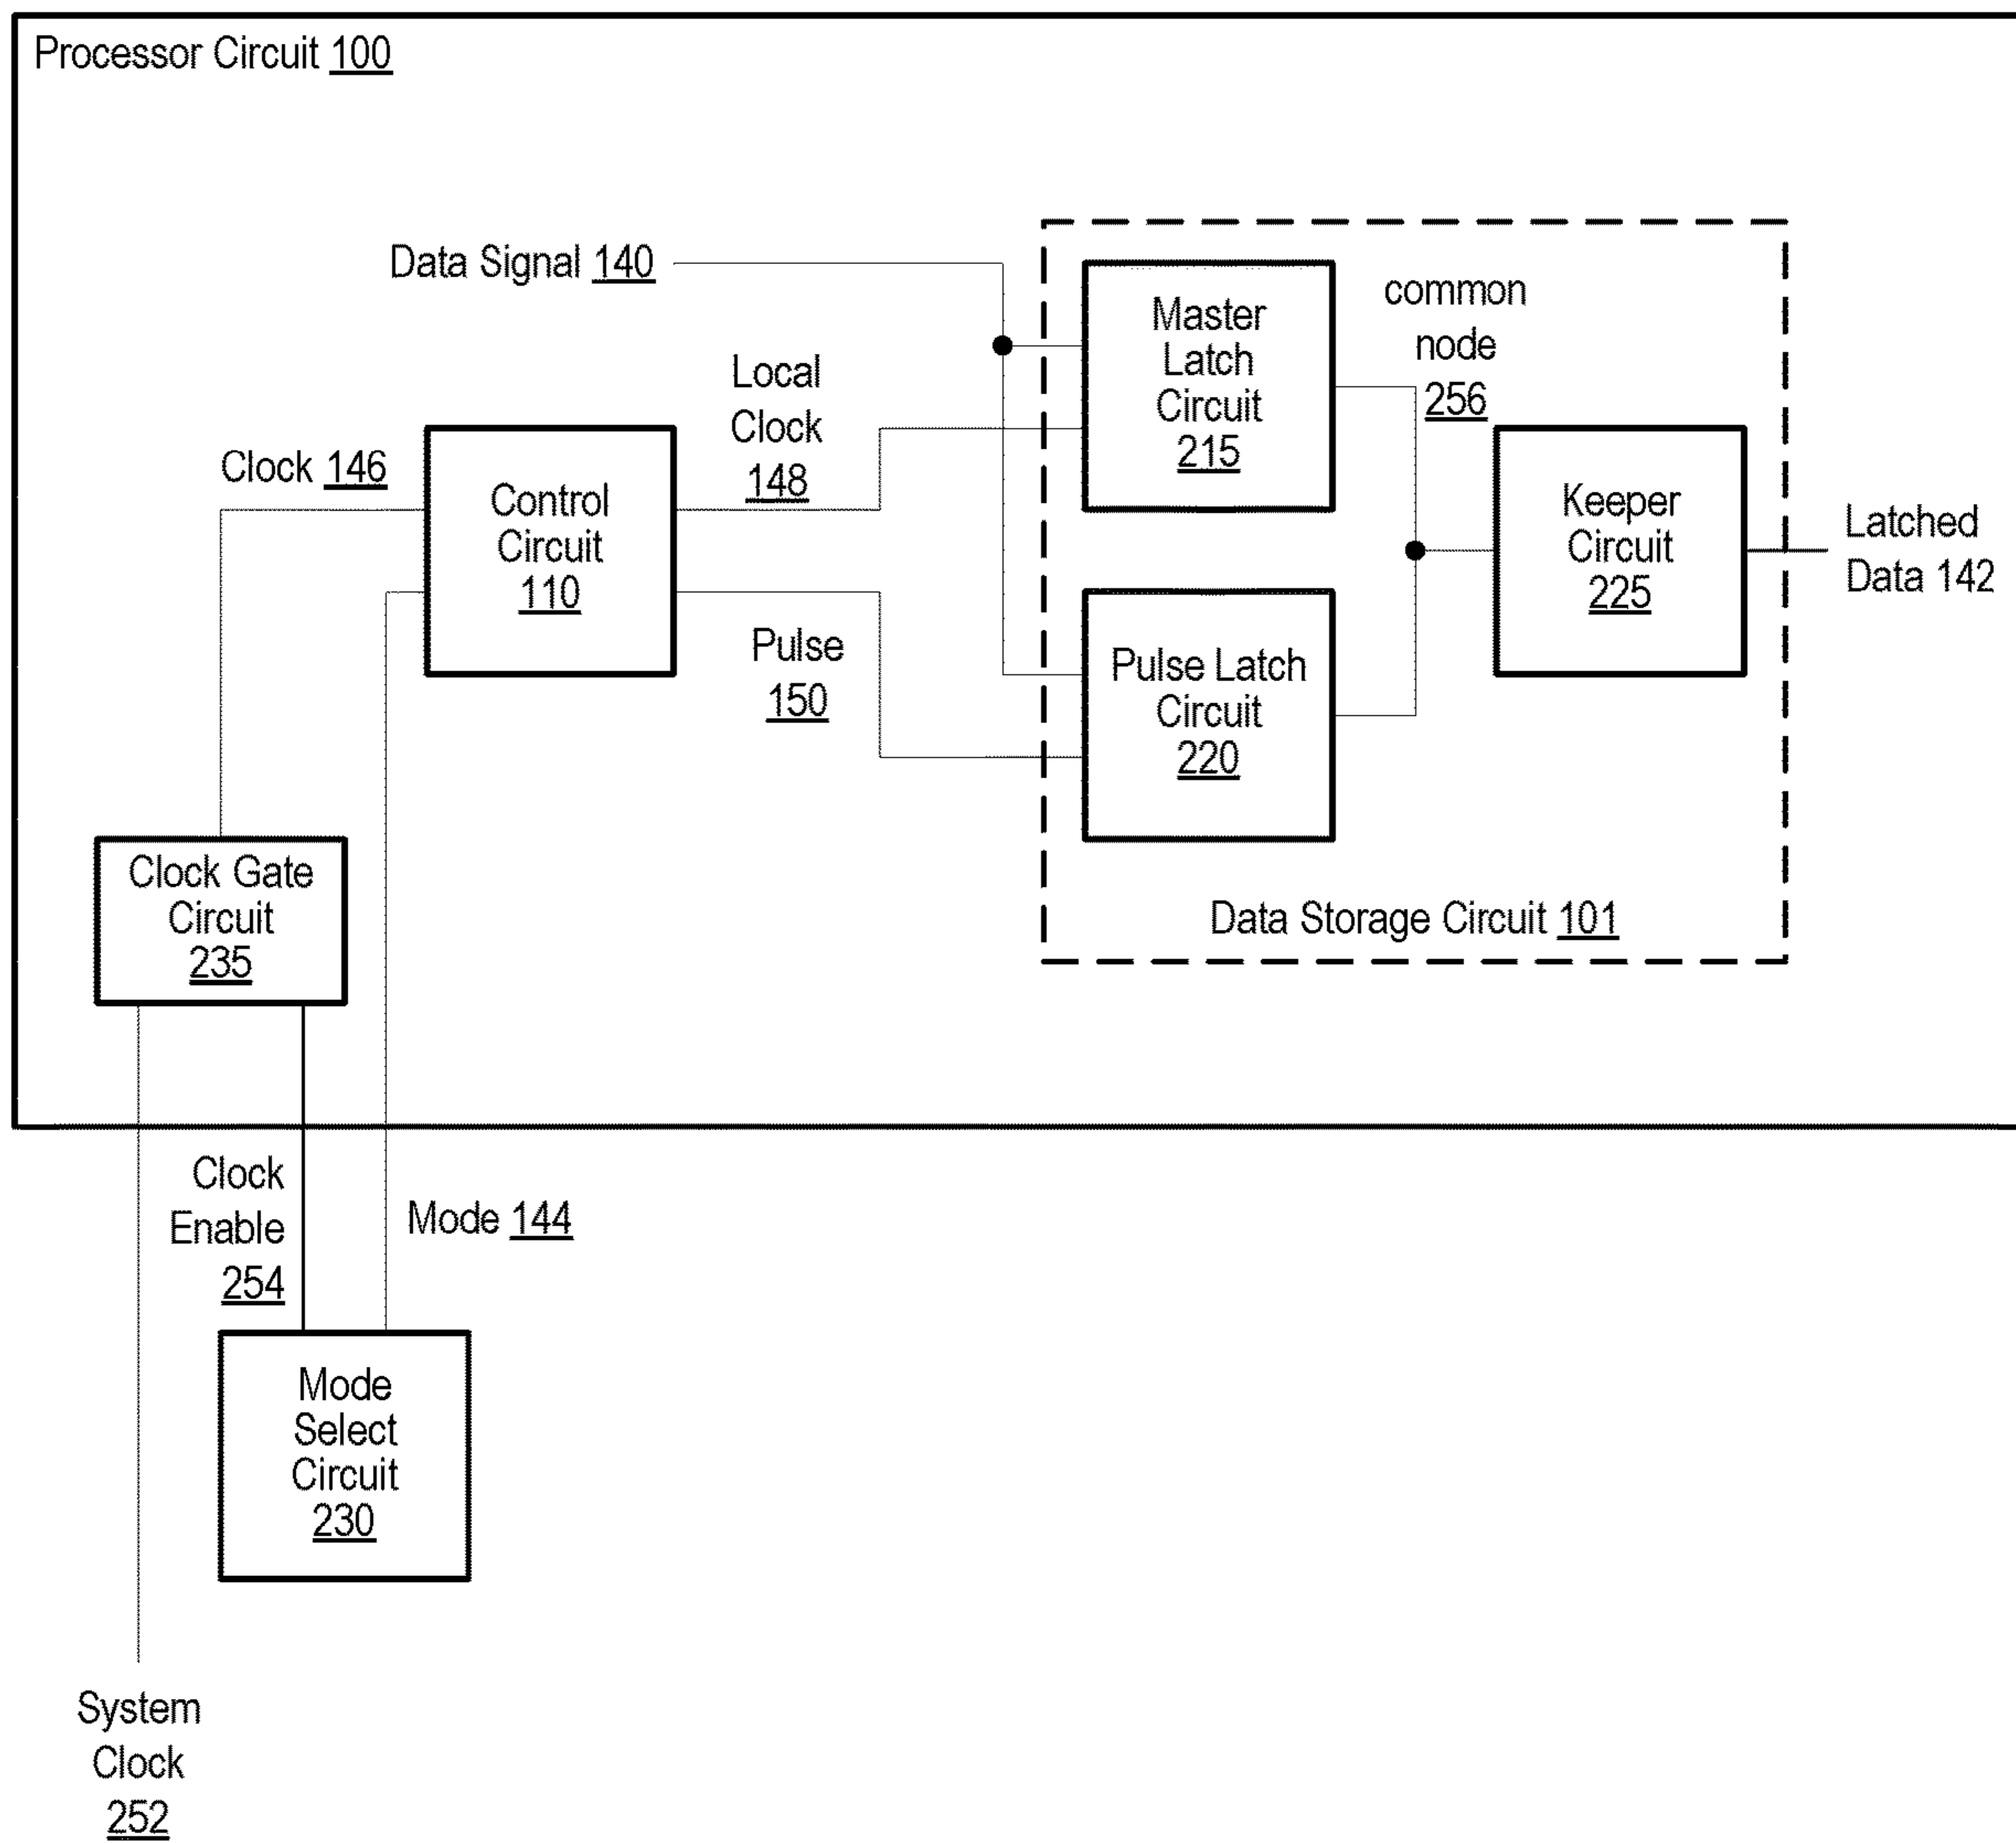 Processor Circuit 100
Data Signal 140
Master
Latch
Circuit
215
common
node
256
Local
Clock
148
Clock 146
Control
Circuit
110
Keeper
Circuit
225
Latched
Data 142
Pulse
150
Pulse Latch
Circuit
220
Clock Gate
Circuit
235
Data Storage Circuit 101
Clock
Enable
254
Mode 144
Mode
Select
Circuit
230
System
Clock
252